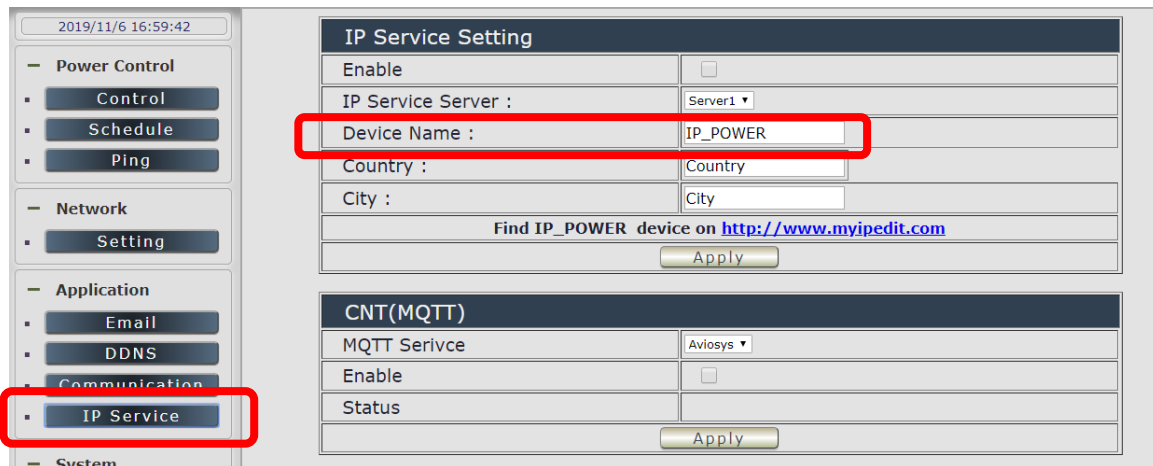 2019/11/6 16:59:42
Power Control
Control
Schedule
Ping
Network
Setting
Application
Email
DDNS
Communication
IP Service
System
IP Service Setting
Enable
IP Service Server : Server1
Device Name : IP_POWER
Country : Country
City : City
Find IP_POWER device on http://www.myipedit.com
Apply
CNT(MQTT)
MQTT Serivce Aviosys
Enable
Status
Apply